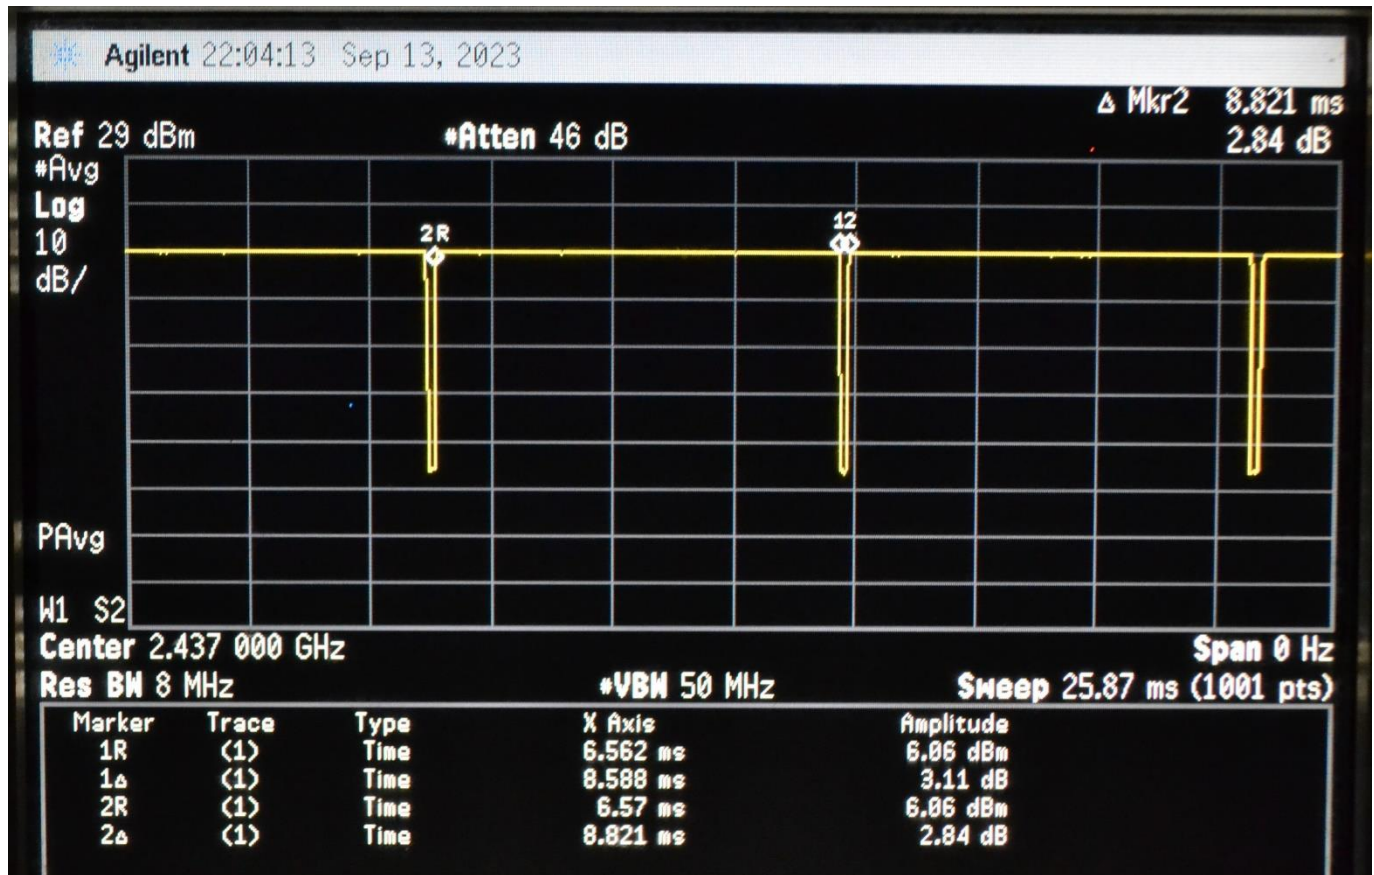 Agilent 22:04:13 Sep 13, 2023
Δ Mkr2 8.821 ms
Ref 29 dBm #Atten 46 dB 2.84 dB
#Avg
Log
10
dB/
2R
12
PAvg
W1 S2
Center 2.437 000 GHz Span 0 Hz
Res BW 8 MHz #VBW 50 MHz Sweep 25.87 ms (1001 pts)
Marker Trace Type X Axis Amplitude
1R (1) Time 6.562 ms 6.06 dBm
1Δ (1) Time 8.588 ms 3.11 dB
2R (1) Time 6.57 ms 6.06 dBm
2Δ (1) Time 8.821 ms 2.84 dB